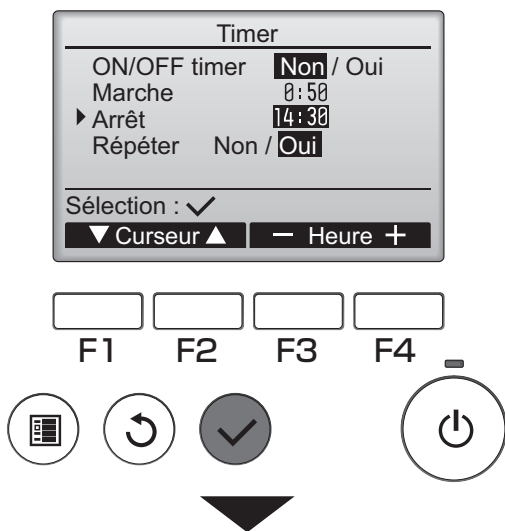 Timer
ON/OFF timer Non / Oui
Marche 0:50
Arrêt 14:30
Répéter Non / Oui
Sélection : ✓
▼ Curseur ▲ − Heure +
F1 F2 F3 F4